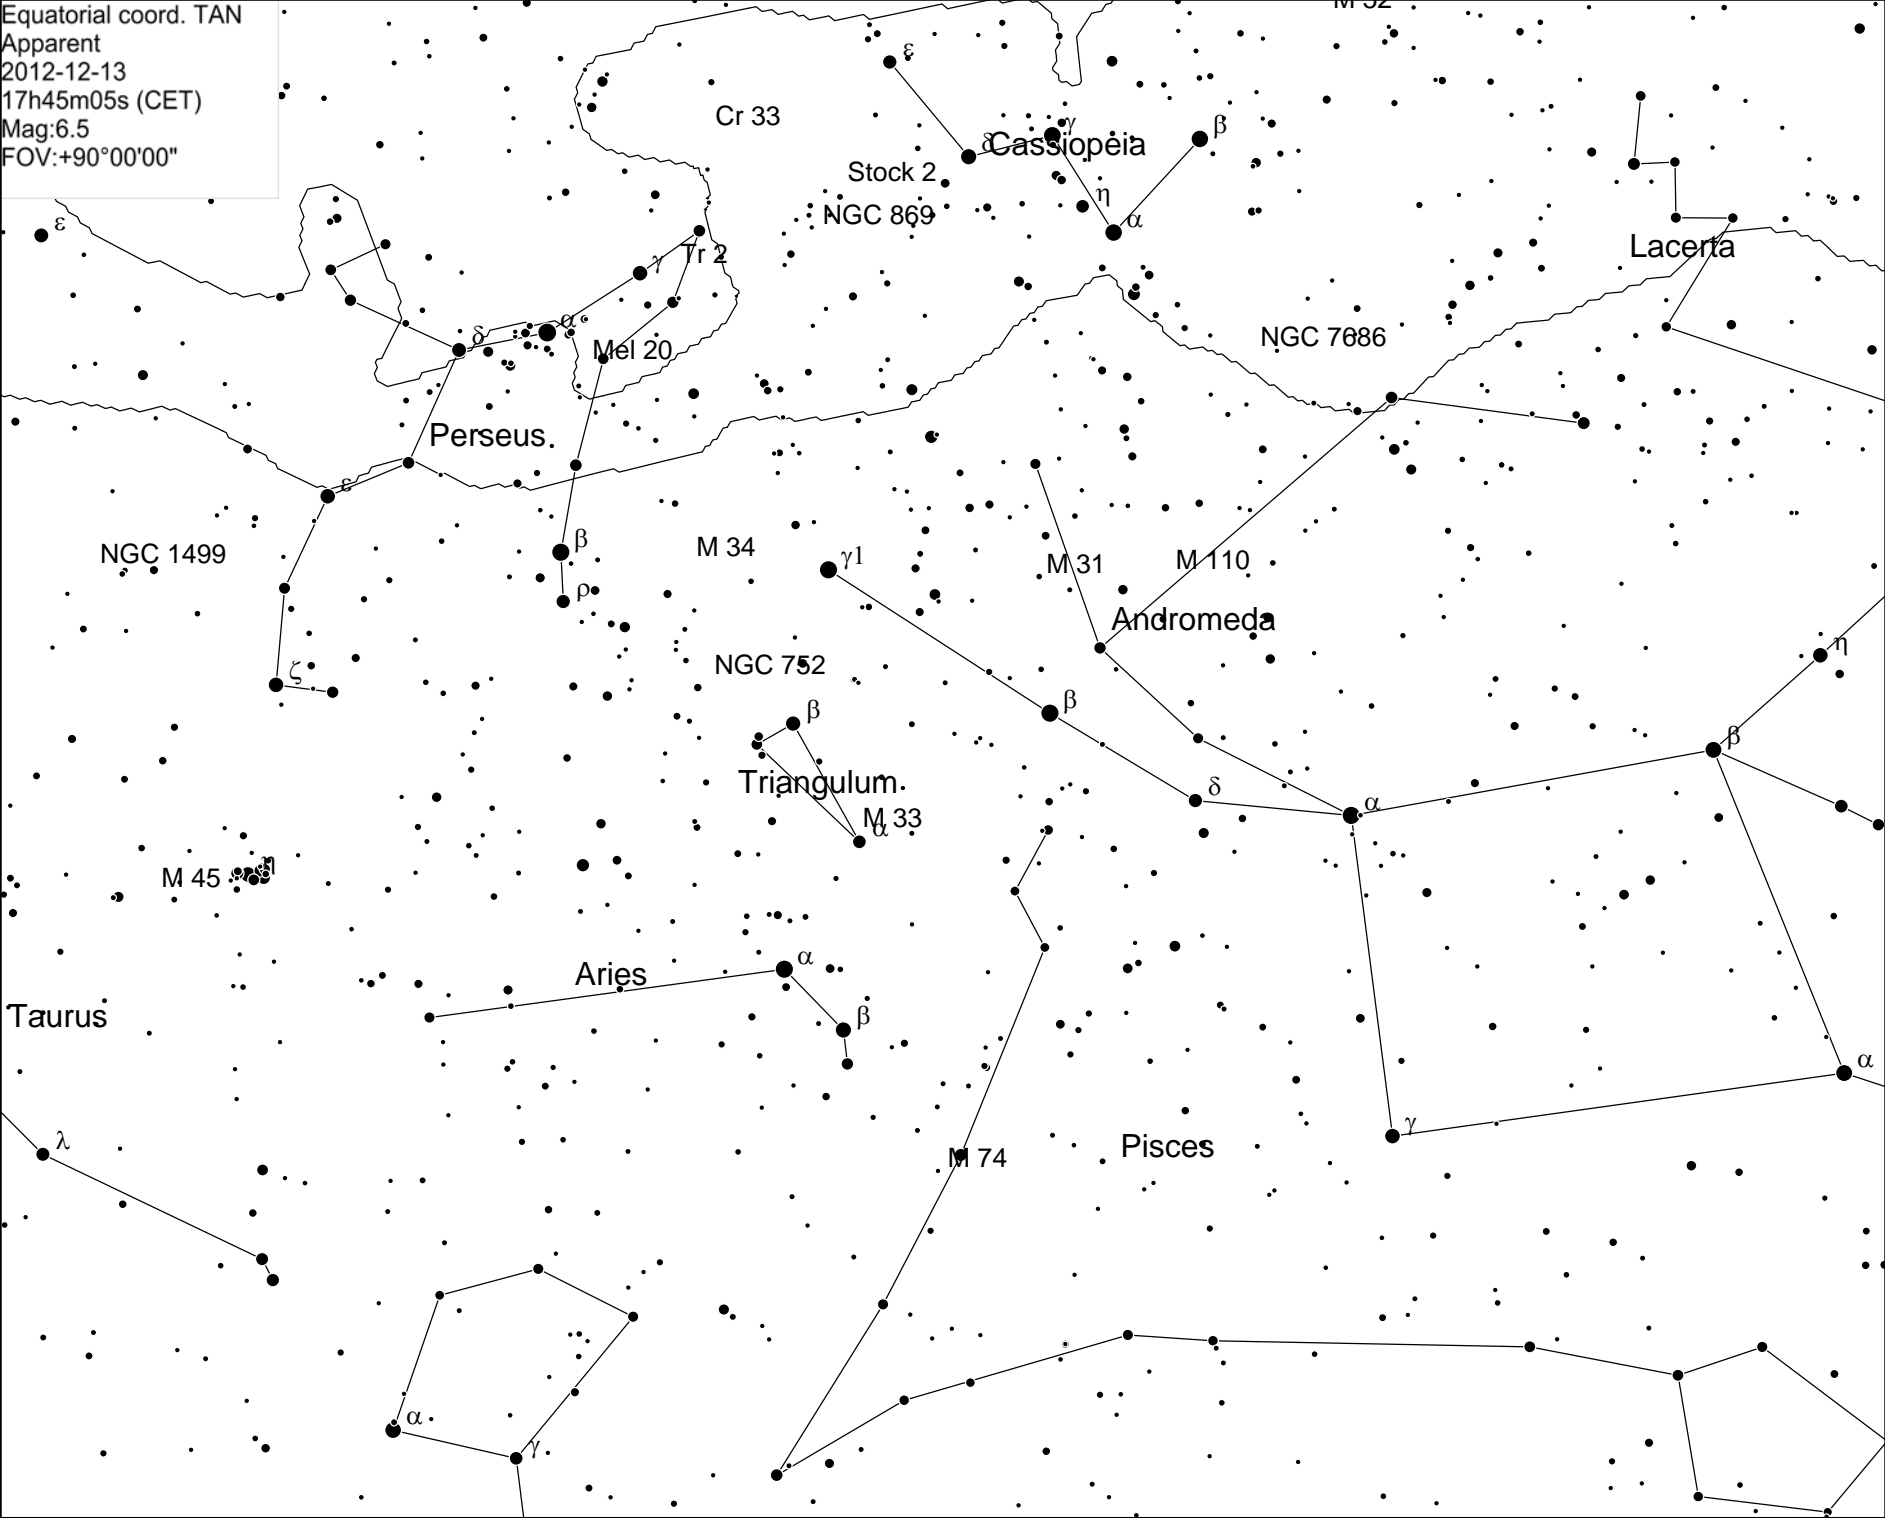 Equatorial coord. TAN
Apparent
2012-12-13
17h45m05s (CET)
Mag:6.5
FOV:+90°00'00"
M 52
ε
Cr 33
γ
β
δ
Cassiopeia
Stock 2
η
NGC 869
α
ε
Lacerta
γ
Tr 2
δ
α
Mel 20
NGC 7686
Perseus
ε
β
M 34
γ1
M 31
M 110
NGC 1499
ρ
Andromeda
η
NGC 752
ζ
β
β
β
Triangulum
δ
α
M 33
α
M 45
η
Aries
α
β
Taurus
α
λ
γ
Pisces
M 74
α
γ